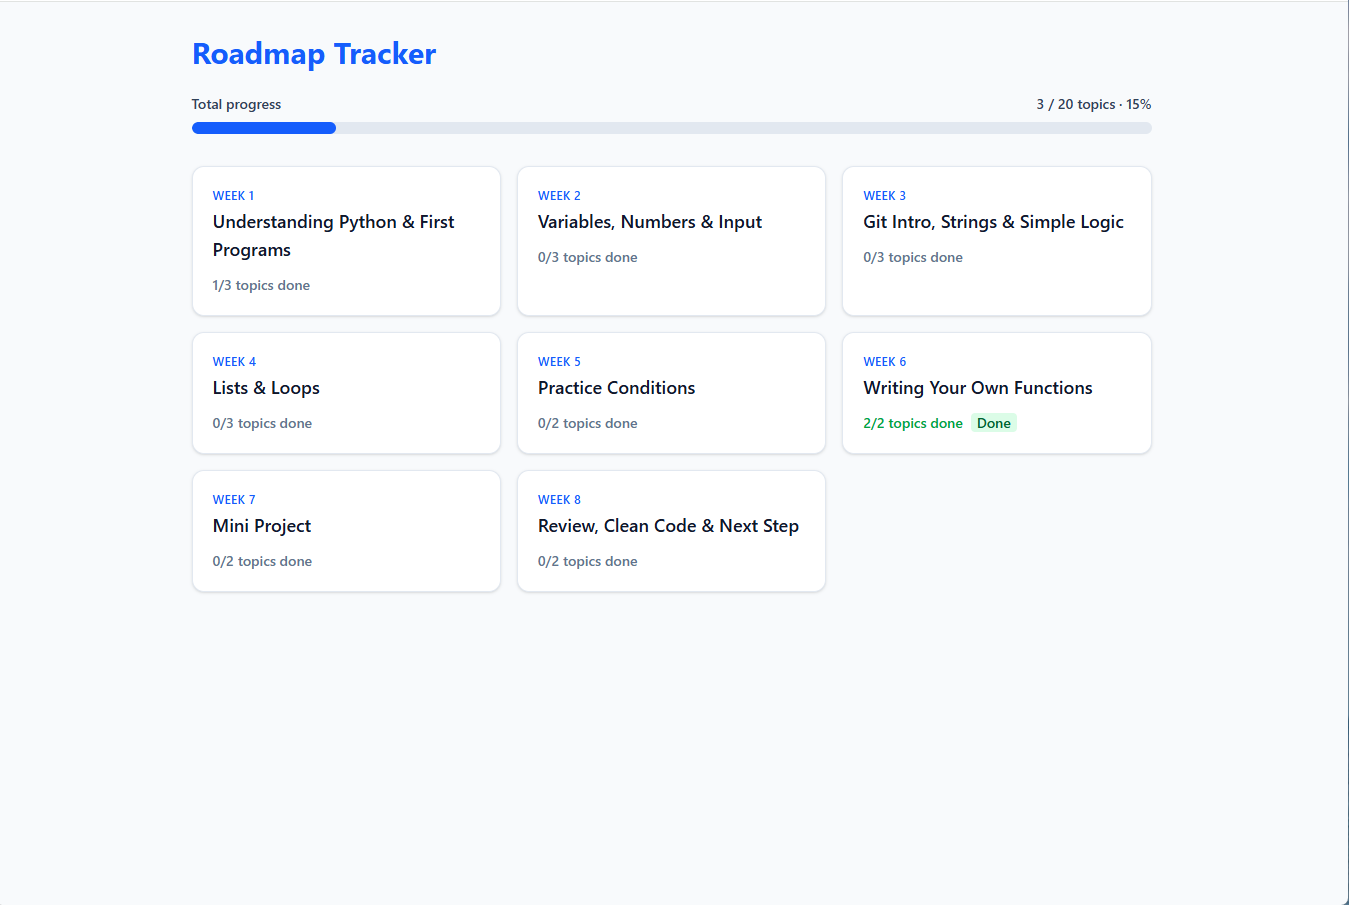 Roadmap Tracker
Total progress
3 / 20 topics · 15%
WEEK 1
Understanding Python & First
Programs
1/3 topics done
WEEK 2
Variables, Numbers & Input
0/3 topics done
WEEK 3
Git Intro, Strings & Simple Logic
0/3 topics done
WEEK 4
Lists & Loops
0/3 topics done
WEEK 5
Practice Conditions
0/2 topics done
WEEK 6
Writing Your Own Functions
2/2 topics done Done
WEEK 7
Mini Project
0/2 topics done
WEEK 8
Review, Clean Code & Next Step
0/2 topics done